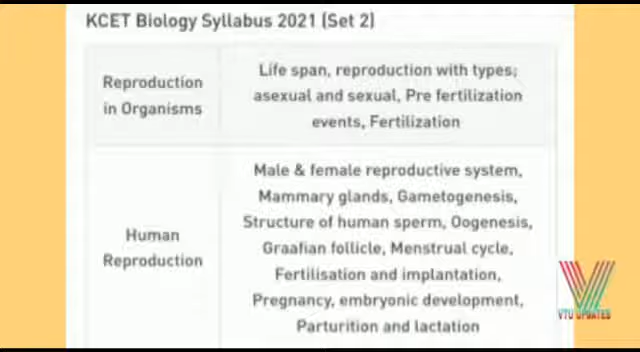 KCET Biology Syllabus 2021 (Set 2)
Reproduction
in Organisms
Life span, reproduction with types;
asexual and sexual, Pre fertilization
events, Fertilization
Human
Reproduction
Male & female reproductive system,
Mammary glands, Gametogenesis,
Structure of human sperm, Oogenesis,
Graafian follicle, Menstrual cycle,
Fertilisation and implantation,
Pregnancy, embryonic development,
Parturition and lactation
VTU UPDATES